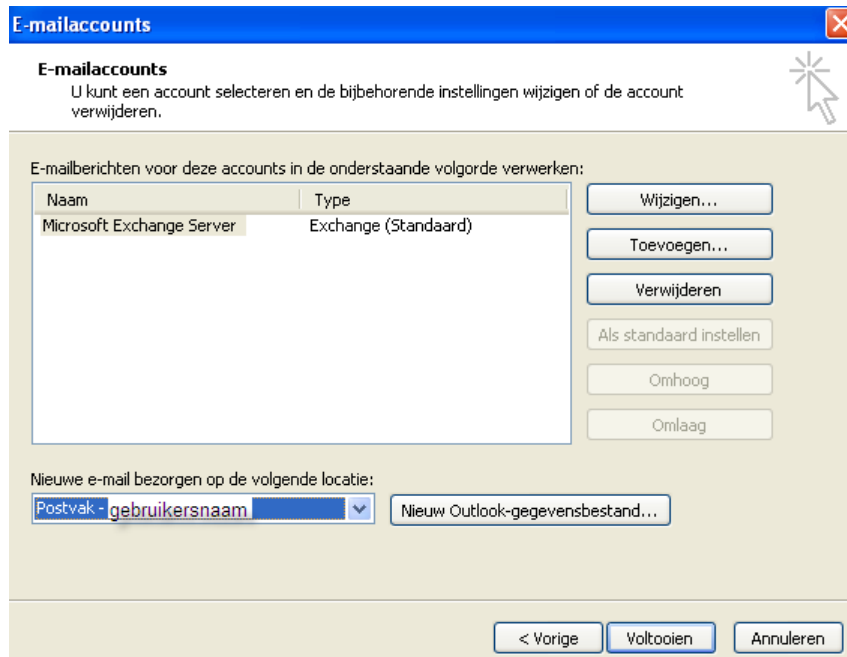 E-mailaccounts
E-mailaccounts
U kunt een account selecteren en de bijbehorende instellingen wijzigen of de account
verwijderen.
E-mailberichten voor deze accounts in de onderstaande volgorde verwerken:
Naam Type
Microsoft Exchange Server Exchange (Standaard)
Wijzigen...
Toevoegen...
Verwijderen
Als standaard instellen
Omhoog
Omlaag
Nieuwe e-mail bezorgen op de volgende locatie:
Postvak - gebruikersnaam
Nieuw Outlook-gegevensbestand...
< Vorige Voltooien Annuleren